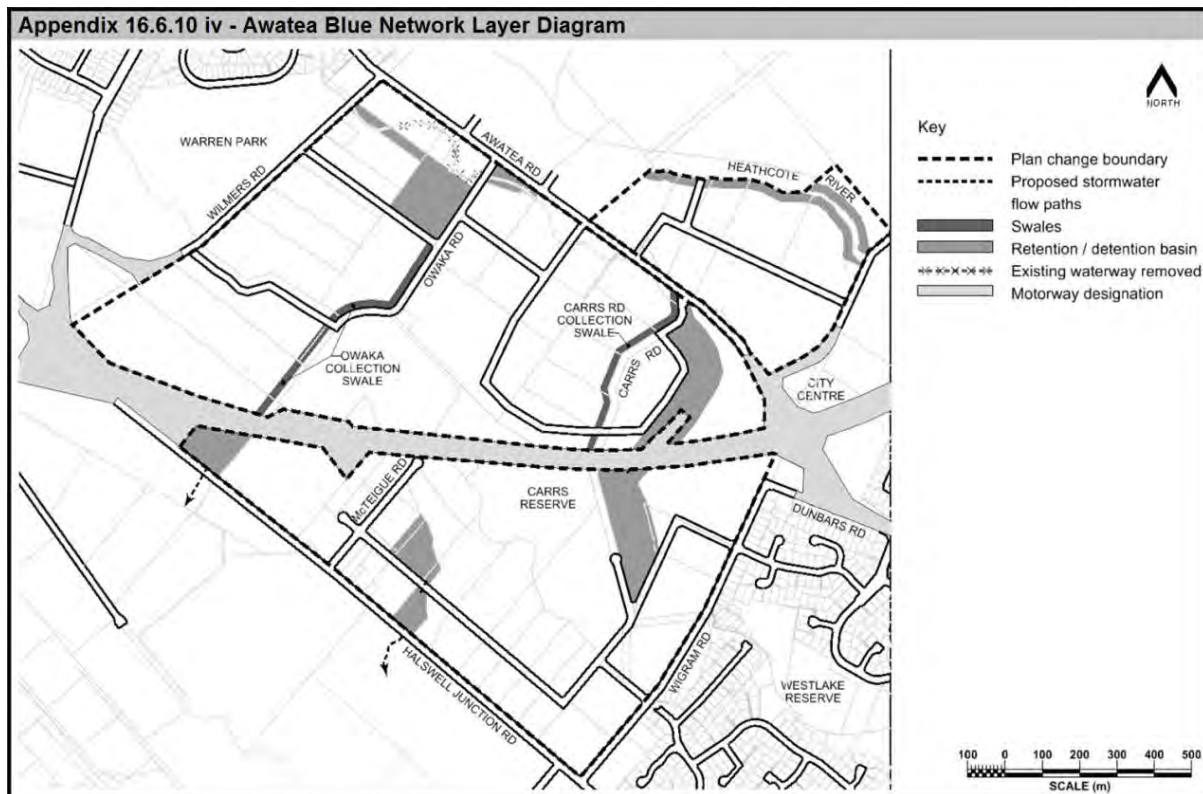 Appendix 16.6.10 iv - Awatea Blue Network Layer Diagram
WARREN PARK
WILMERS RD
AWATEA RD
HEATHCOTE
RIVER
OWAKA RD
CARRS RD
COLLECTION
SWALE
CARRS RD
OWAKA
COLLECTION
SWALE
CITY
CENTRE
McTEIGUE RD
CARRS
RESERVE
DUNBARS RD
HALSWELL JUNCTION RD
WIGRAM RD
WESTLAKE
RESERVE
NORTH
Key
Plan change boundary
Proposed stormwater
flow paths
Swales
Retention / detention basin
Existing waterway removed
Motorway designation
100 0 100 200 300 400 500
SCALE (m)